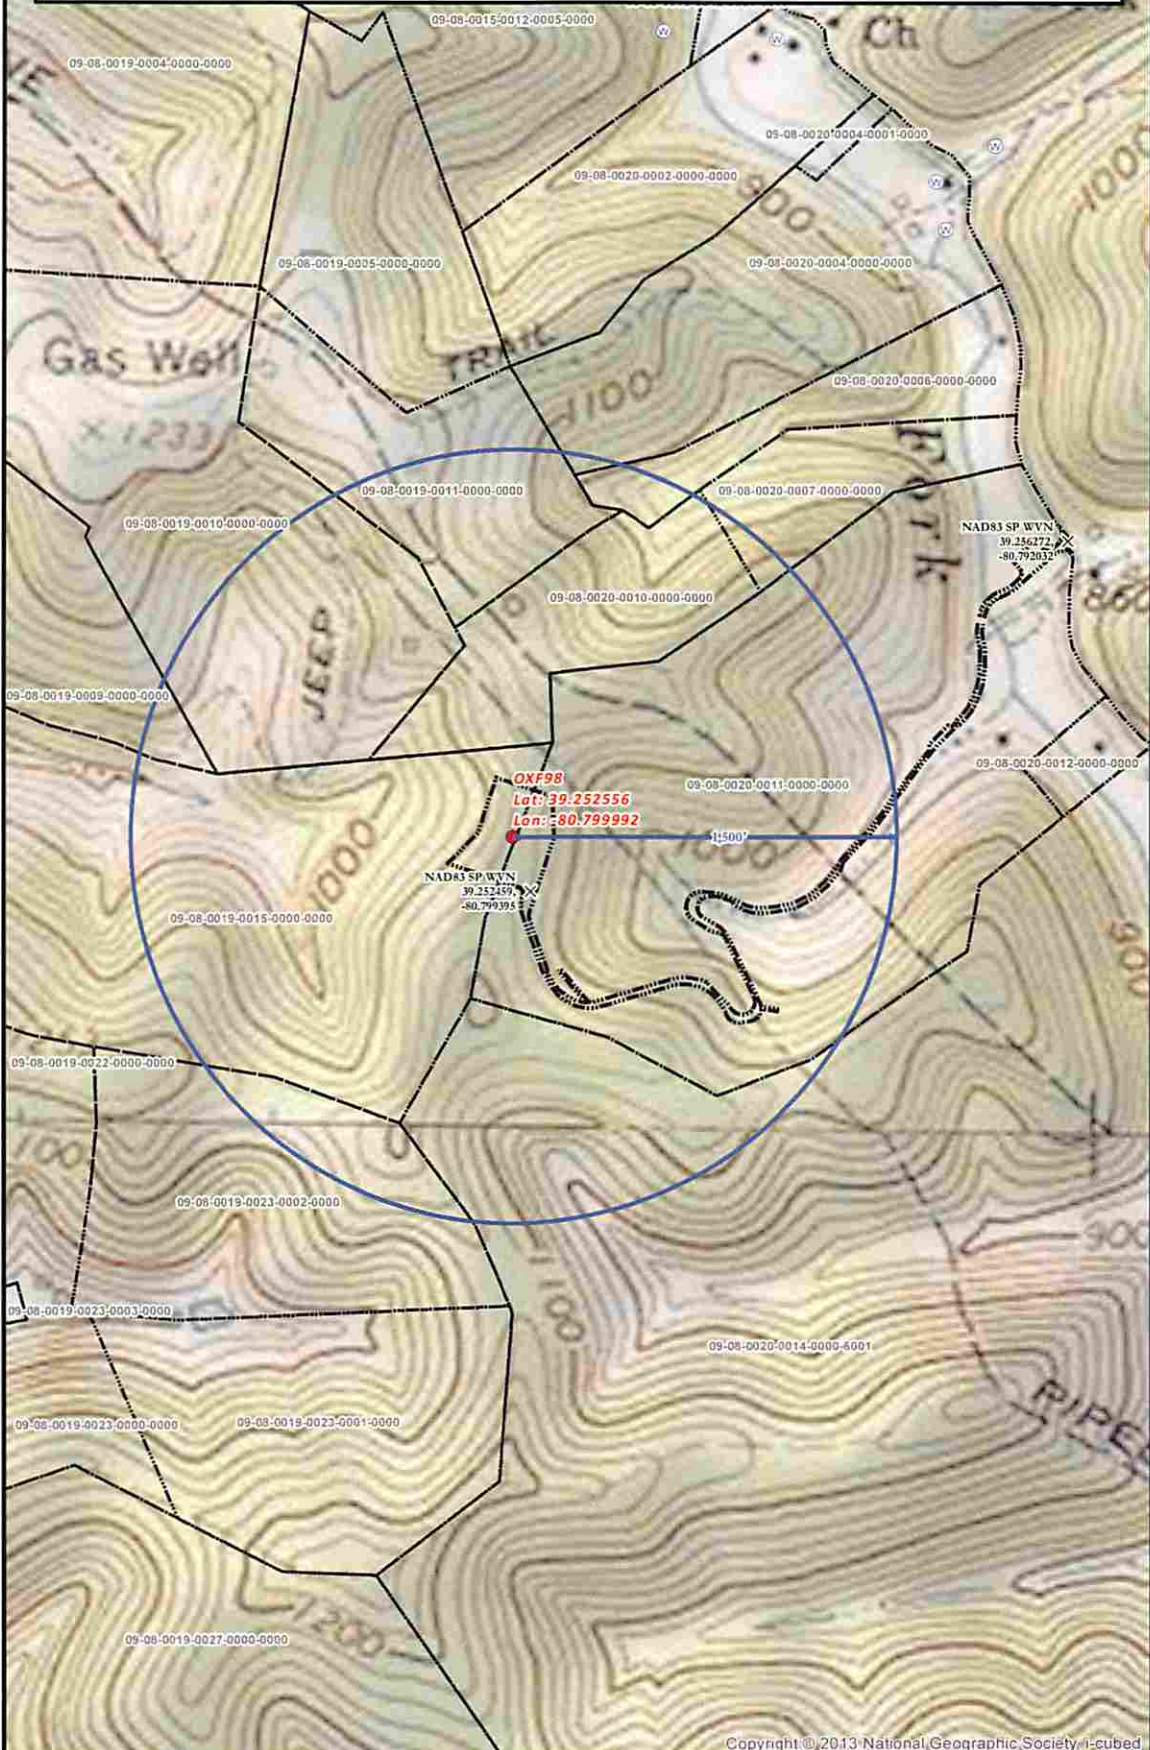 09-08-0015-0012-0005-0000
W
W
Ch
09-08-0019-0004-0000-0000
09-08-0020-0004-0001-0000
W
1000
09-08-0020-0002-0000-0000
W
900
W
09-08-0019-0005-0000-0000
09-08-0020-0004-0000-0000
TRAIL
Gas Well
09-08-0020-0006-0000-0000
1100
X 1233
Fork
09-08-0019-0011-0000-0000
09-08-0020-0007-0000-0000
09-08-0019-0010-0000-0000
NAD83 SP WVN
39.256272,
-80.792032
09-08-0020-0010-0000-0000
860
JEEP
09-08-0019-0009-0000-0000
09-08-0020-0012-0000-0000
OXF98
Lat: 39.252556
Lon: -80.799992
09-08-0020-0011-0000-0000
1,500'
1000
1000
NAD83 SP WVN
39.252459,
-80.799395
09-08-0019-0015-0000-0000
900
09-08-0019-0022-0000-0000
09-08-0019-0023-0002-0000
900
1100
09-08-0019-0023-0003-0000
09-08-0020-0014-0000-6001
PIPE
09-08-0019-0023-0000-0000
09-08-0019-0023-0001-0000
1200
09-08-0019-0027-0000-0000
Copyright © 2013 National Geographic Society, i-cubed